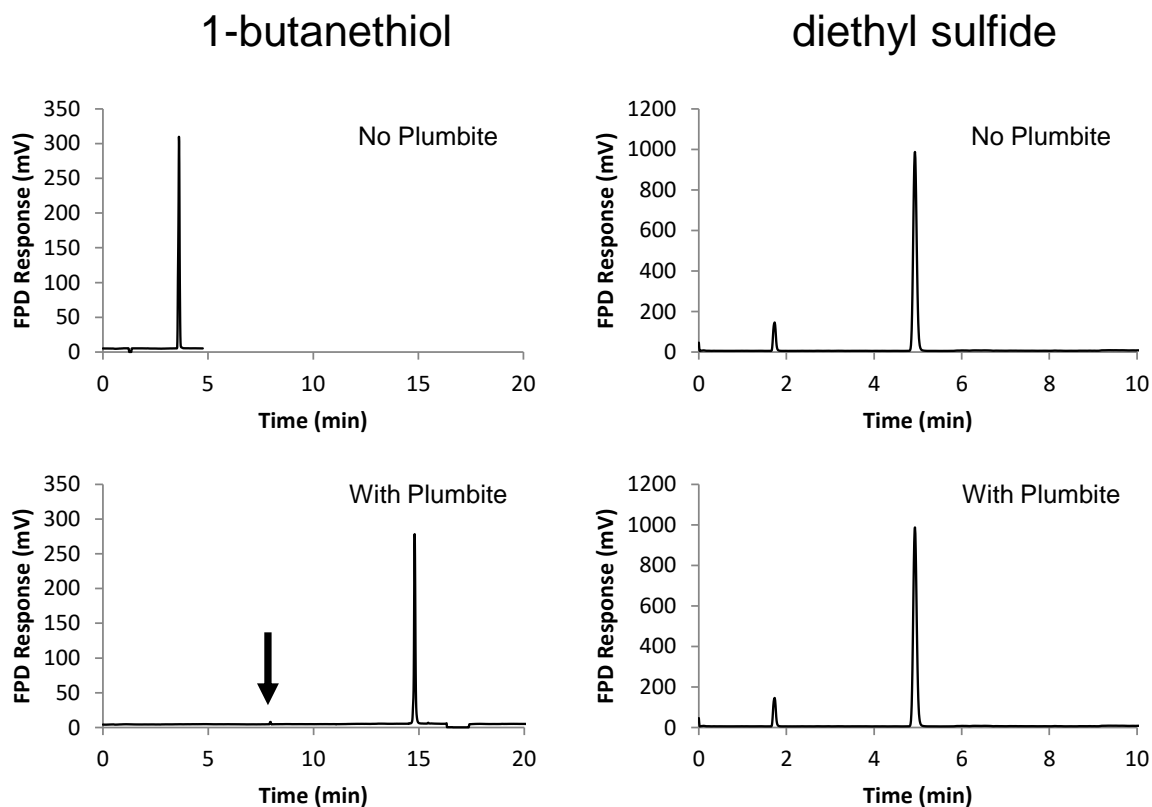 1-butanethiol
diethyl sulfide
350
300
250
200
150
100
50
0
FPD Response (mV)
No Plumbite
0 5 10 15 20
Time (min)
1200
1000
800
600
400
200
0
FPD Response (mV)
No Plumbite
0 2 4 6 8 10
Time (min)
350
300
250
200
150
100
50
0
FPD Response (mV)
With Plumbite
0 5 10 15 20
Time (min)
1200
1000
800
600
400
200
0
FPD Response (mV)
With Plumbite
0 2 4 6 8 10
Time (min)